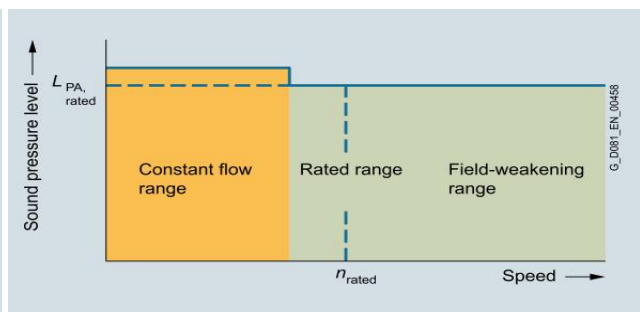 Sound pressure level
L PA,
rated
Constant flow
range
Rated range
Field-weakening
range
n rated
Speed
G_D081_EN_00458